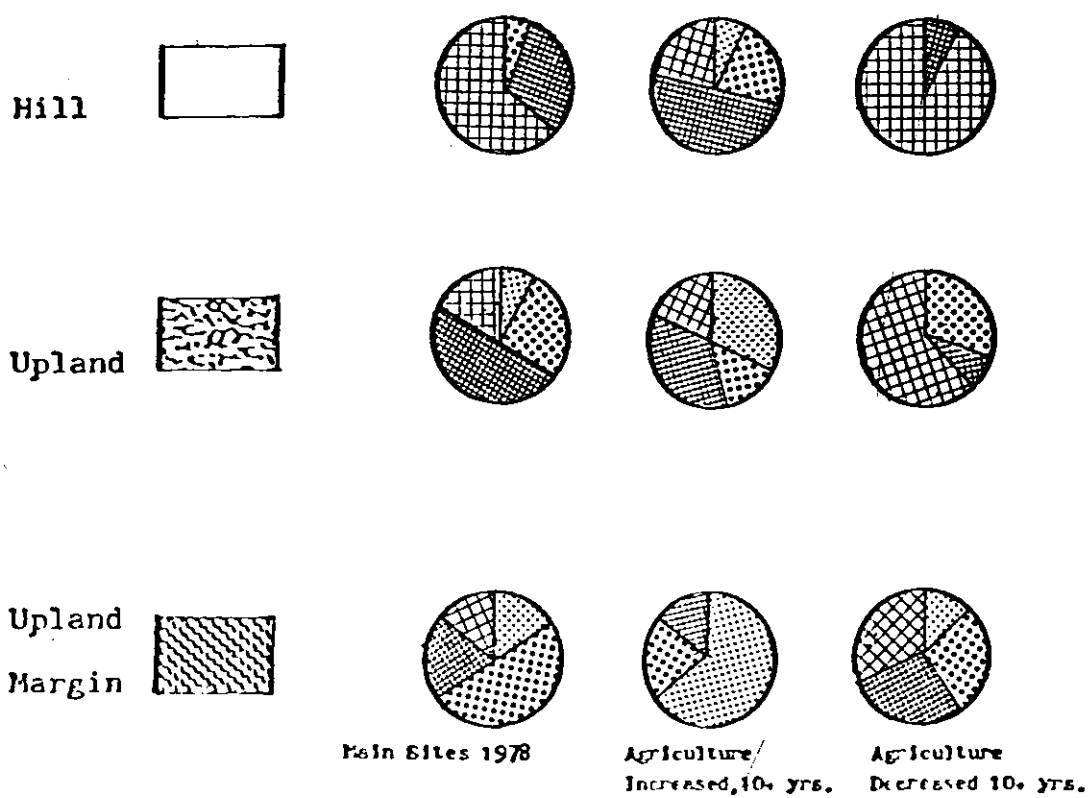 Hill
Upland
Upland
Margin
Main Sites 1978
Agriculture
Increased, 10+ yrs.
Agriculture
Decreased 10+ yrs.